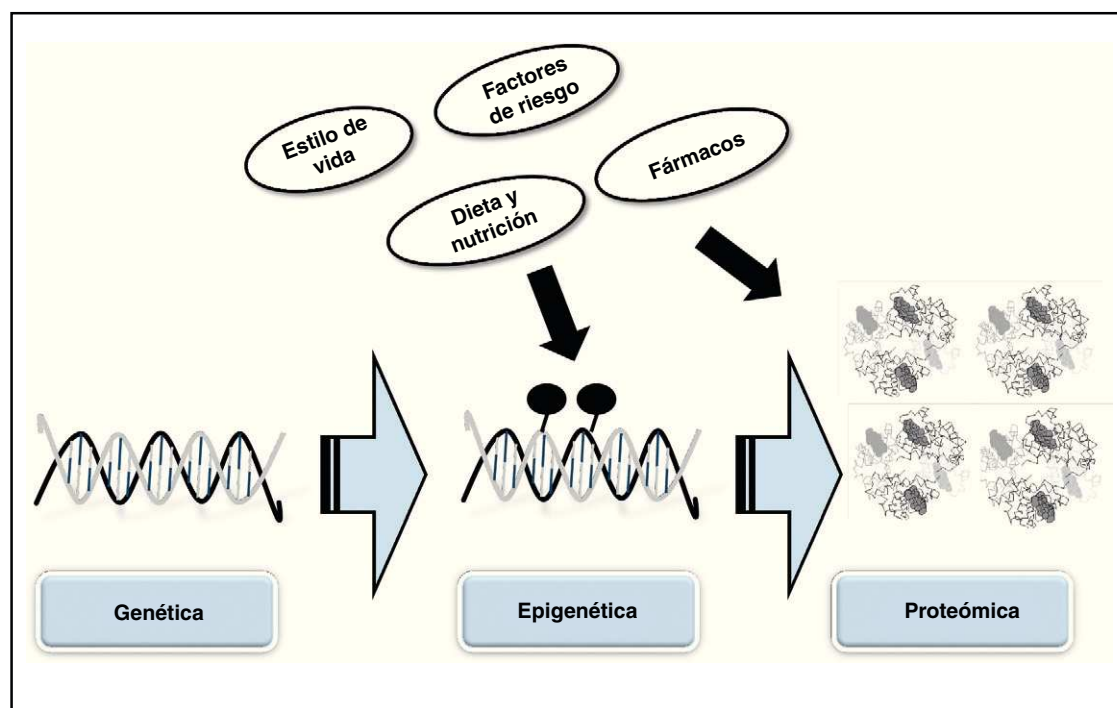 Factores
de riesgo
Estilo de
vida
Fármacos
Dieta y
nutrición
Genética
Epigenética
Proteómica